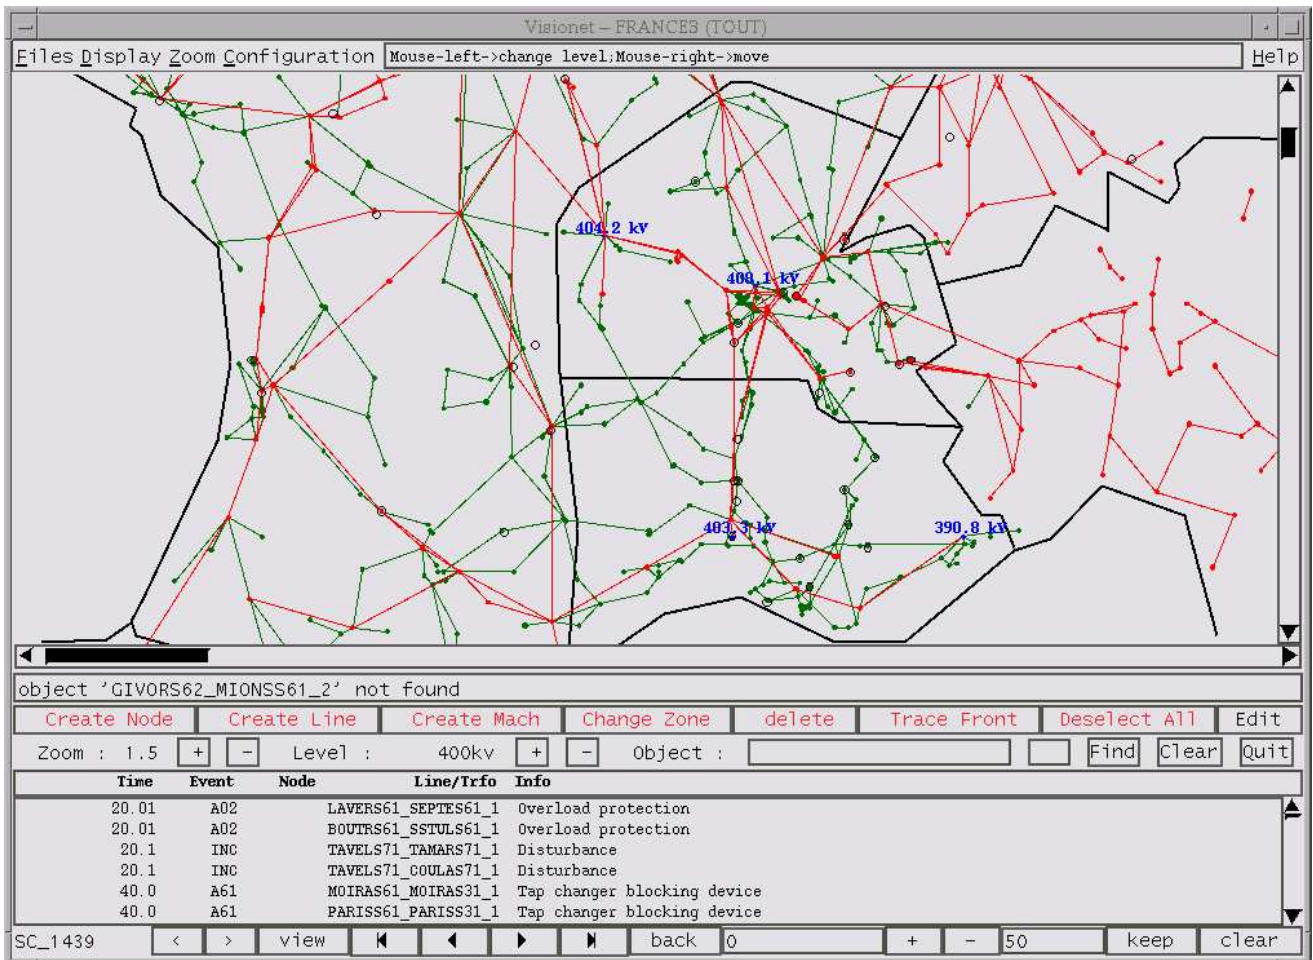 Visionet – FRANCE3 (TOUT)
Files Display Zoom Configuration Mouse-left->change level;Mouse-right->move Help
404.2 kV
408.1 kV
403.3 kV
390.8 kV
object 'GIVORS62_MIONSS61_2' not found
Create Node Create Line Create Mach Change Zone delete Trace Front Deselect All Edit
Zoom : 1.5 + - Level : 400kv + - Object : Find Clear Quit
Time Event Node Line/Trfo Info
20.01 A02 LAVERS61_SEPTES61_1 Overload protection
20.01 A02 BOUTRS61_SSTULS61_1 Overload protection
20.1 INC TAVELS71_TAMARS71_1 Disturbance
20.1 INC TAVELS71_COULAS71_1 Disturbance
40.0 A61 MOIRAS61_MOIRAS31_1 Tap changer blocking device
40.0 A61 PARISS61_PARISS31_1 Tap changer blocking device
SC_1439 < > view back 0 + - 50 keep clear